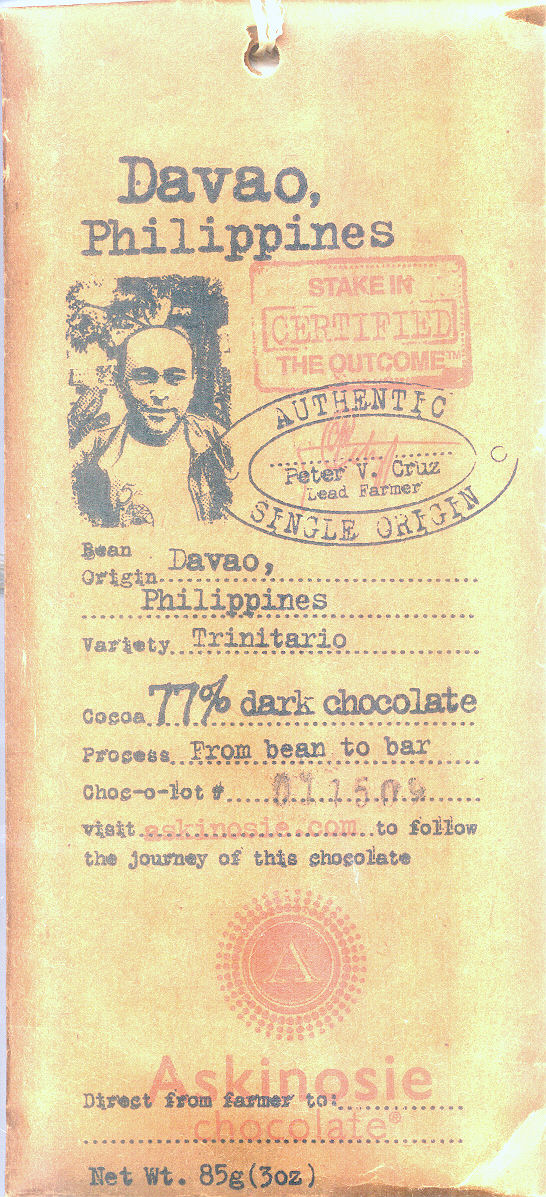 Davao,
Philippines
STAKE IN
CERTIFIED
THE OUTCOME™
AUTHENTIC
Peter V. Cruz
Lead Farmer
SINGLE ORIGIN
Bean Origin Davao,
Philippines
Variety Trinitario
Cocoa 77% dark chocolate
Process From bean to bar
Choc-o-lot # 011509
visit askinosie.com to follow
the journey of this chocolate
A
Askinosie
Direct from farmer to:
chocolate®
Net Wt. 85g(3oz)